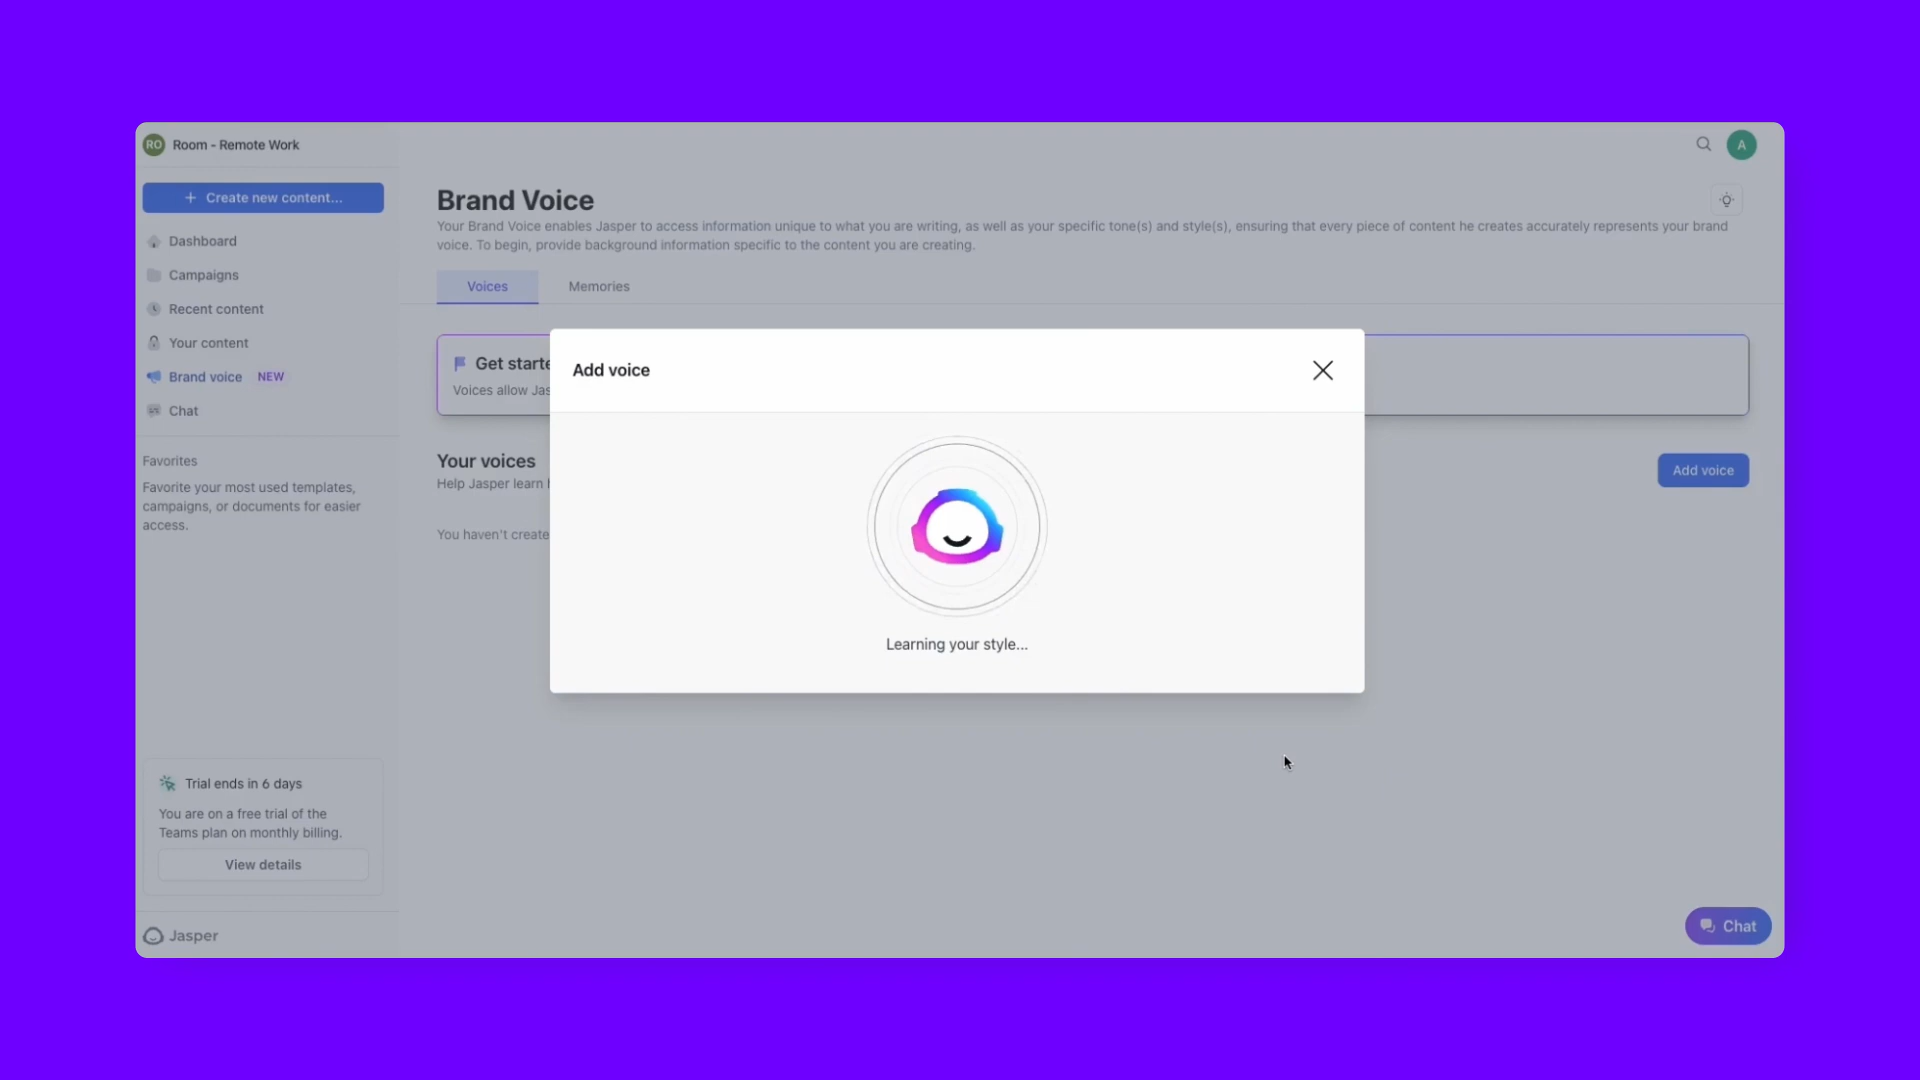 RO Room - Remote Work
A
+ Create new content...
Dashboard
Campaigns
Recent content
Your content
Brand voice NEW
Chat
Favorites
Favorite your most used templates,
campaigns, or documents for easier
access.
Trial ends in 6 days
You are on a free trial of the
Teams plan on monthly billing.
View details
Jasper
Brand Voice
Your Brand Voice enables Jasper to access information unique to what you are writing, as well as your specific tone(s) and style(s), ensuring that every piece of content he creates accurately represents your brand
voice. To begin, provide background information specific to the content you are creating.
Voices Memories
Get starte
Voices allow Jas
Your voices
Help Jasper learn
Add voice
You haven't create
Add voice
Learning your style...
Chat